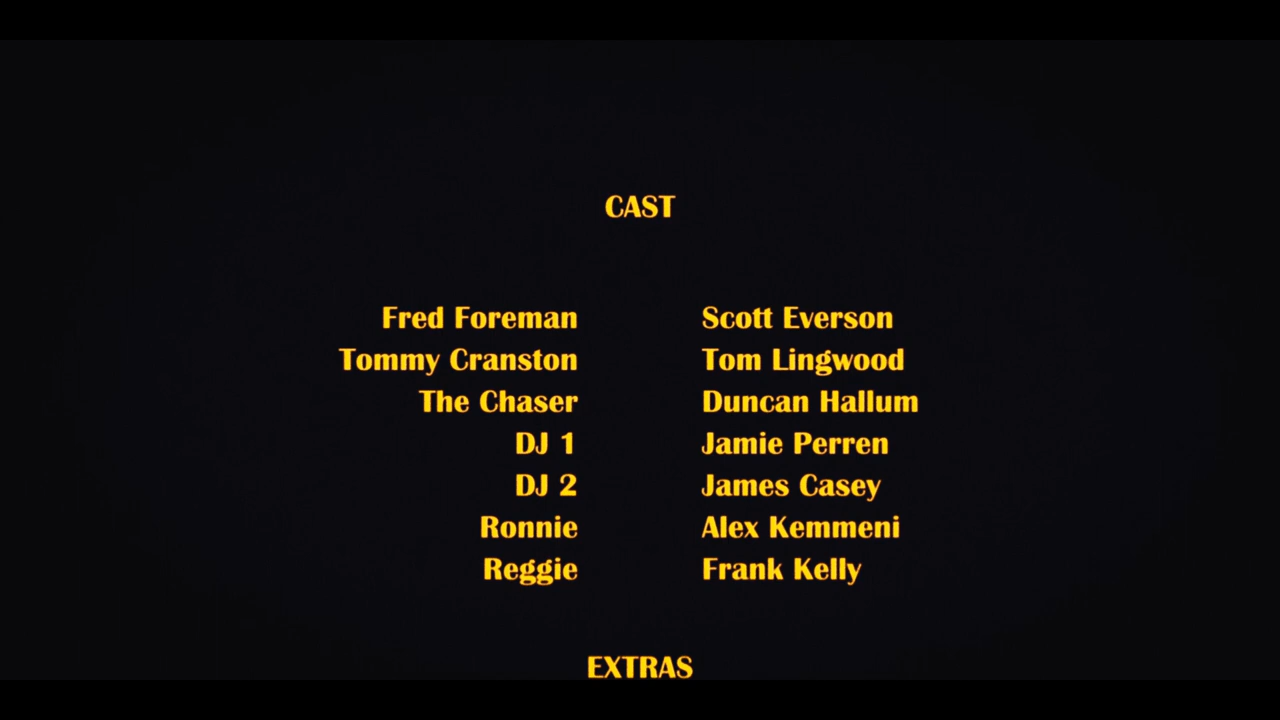 CAST
Fred Foreman Scott Everson
Tommy Cranston Tom Lingwood
The Chaser Duncan Hallum
DJ 1 Jamie Perren
DJ 2 James Casey
Ronnie Alex Kemmeni
Reggie Frank Kelly
EXTRAS